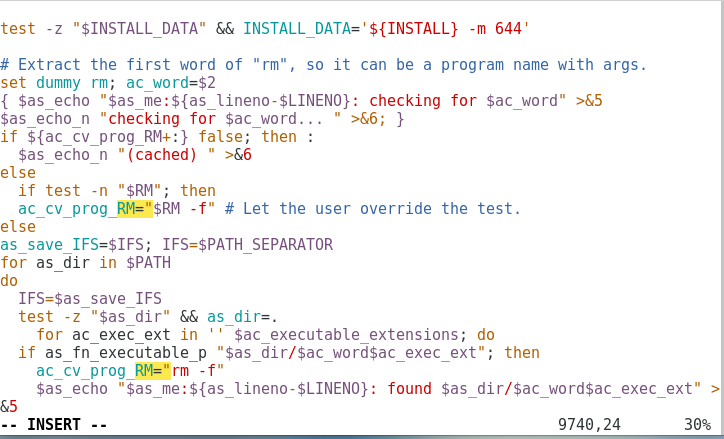 test -z "$INSTALL_DATA" && INSTALL_DATA='${INSTALL} -m 644'

# Extract the first word of "rm", so it can be a program name with args.
set dummy rm; ac_word=$2
{ $as_echo "$as_me:${as_lineno-$LINENO}: checking for $ac_word" >&5
$as_echo_n "checking for $ac_word... " >&6; }
if ${ac_cv_prog_RM+:} false; then :
  $as_echo_n "(cached) " >&6
else
  if test -n "$RM"; then
  ac_cv_prog_RM="$RM -f" # Let the user override the test.
else
as_save_IFS=$IFS; IFS=$PATH_SEPARATOR
for as_dir in $PATH
do
  IFS=$as_save_IFS
  test -z "$as_dir" && as_dir=.
    for ac_exec_ext in '' $ac_executable_extensions; do
  if as_fn_executable_p "$as_dir/$ac_word$ac_exec_ext"; then
    ac_cv_prog_RM="rm -f"
    $as_echo "$as_me:${as_lineno-$LINENO}: found $as_dir/$ac_word$ac_exec_ext" >
&5
-- INSERT -- 9740,24 30%